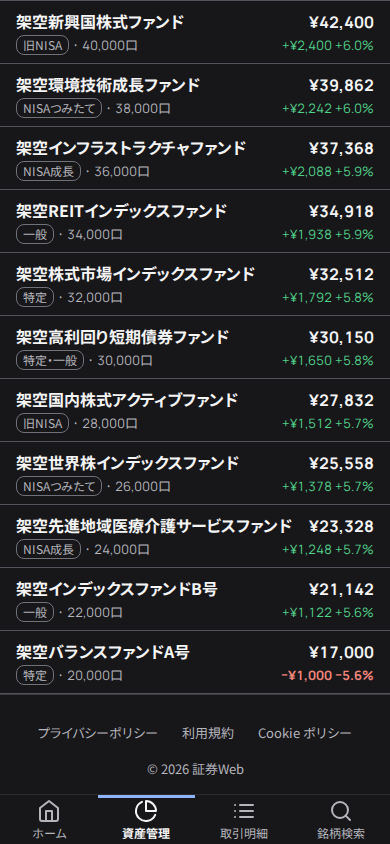 架空新興国株式ファンド ¥42,400
旧NISA · 40,000口 +¥2,400 +6.0%
架空環境技術成長ファンド ¥39,862
NISAつみたて · 38,000口 +¥2,242 +6.0%
架空インフラストラクチャファンド ¥37,368
NISA成長 · 36,000口 +¥2,088 +5.9%
架空REITインデックスファンド ¥34,918
一般 · 34,000口 +¥1,938 +5.9%
架空株式市場インデックスファンド ¥32,512
特定 · 32,000口 +¥1,792 +5.8%
架空高利回り短期債券ファンド ¥30,150
特定・一般 · 30,000口 +¥1,650 +5.8%
架空国内株式アクティブファンド ¥27,832
旧NISA · 28,000口 +¥1,512 +5.7%
架空世界株インデックスファンド ¥25,558
NISAつみたて · 26,000口 +¥1,378 +5.7%
架空先進地域医療介護サービスファンド ¥23,328
NISA成長 · 24,000口 +¥1,248 +5.7%
架空インデックスファンドB号 ¥21,142
一般 · 22,000口 +¥1,122 +5.6%
架空バランスファンドA号 ¥17,000
特定 · 20,000口 -¥1,000 -5.6%
プライバシーポリシー 利用規約 Cookie ポリシー
© 2026 証券Web
ホーム 資産管理 取引明細 銘柄検索